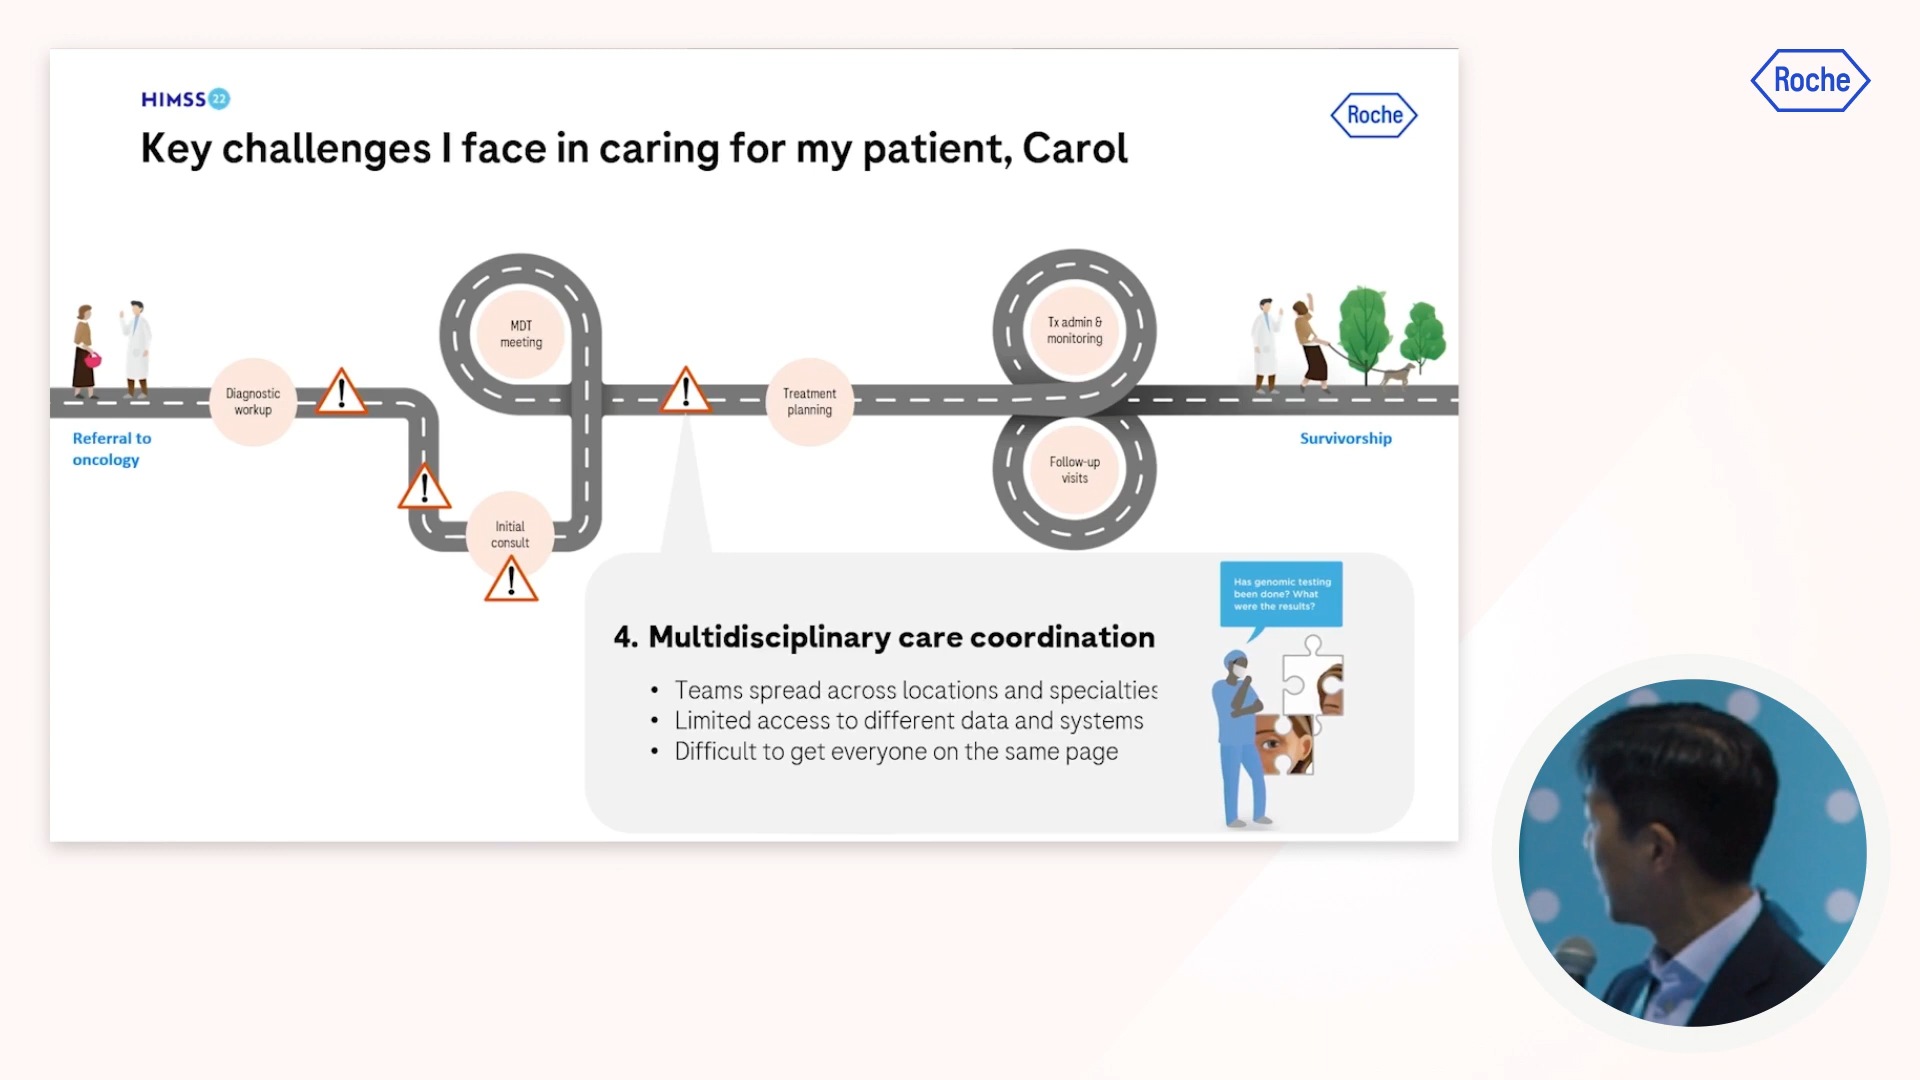 Roche
HIMSS 22
Roche
Key challenges I face in caring for my patient, Carol
MDT
meeting
Tx admin &
monitoring
Diagnostic
workup
Treatment
planning
Referral to
oncology
Survivorship
Follow-up
visits
Initial
consult
Has genomic testing
been done? What
were the results?
4. Multidisciplinary care coordination
• Teams spread across locations and specialties
• Limited access to different data and systems
• Difficult to get everyone on the same page